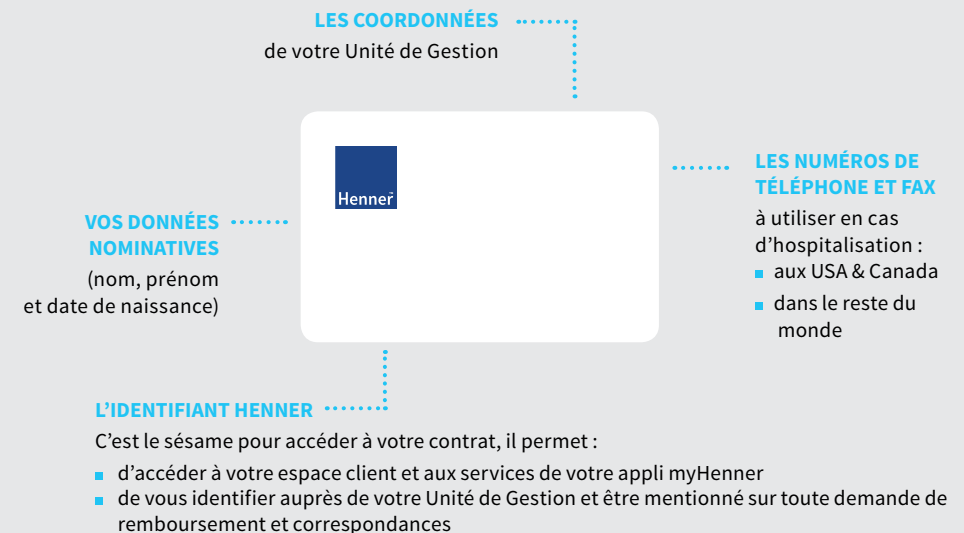 LES COORDONNÉES
de votre Unité de Gestion
Henner
VOS DONNÉES
NOMINATIVES
(nom, prénom
et date de naissance)
LES NUMÉROS DE
TÉLÉPHONE ET FAX
à utiliser en cas
d’hospitalisation :
aux USA & Canada
dans le reste du
monde
L’IDENTIFIANT HENNER
C’est le sésame pour accéder à votre contrat, il permet :
d’accéder à votre espace client et aux services de votre appli myHenner
de vous identifier auprès de votre Unité de Gestion et être mentionné sur toute demande de
remboursement et correspondances